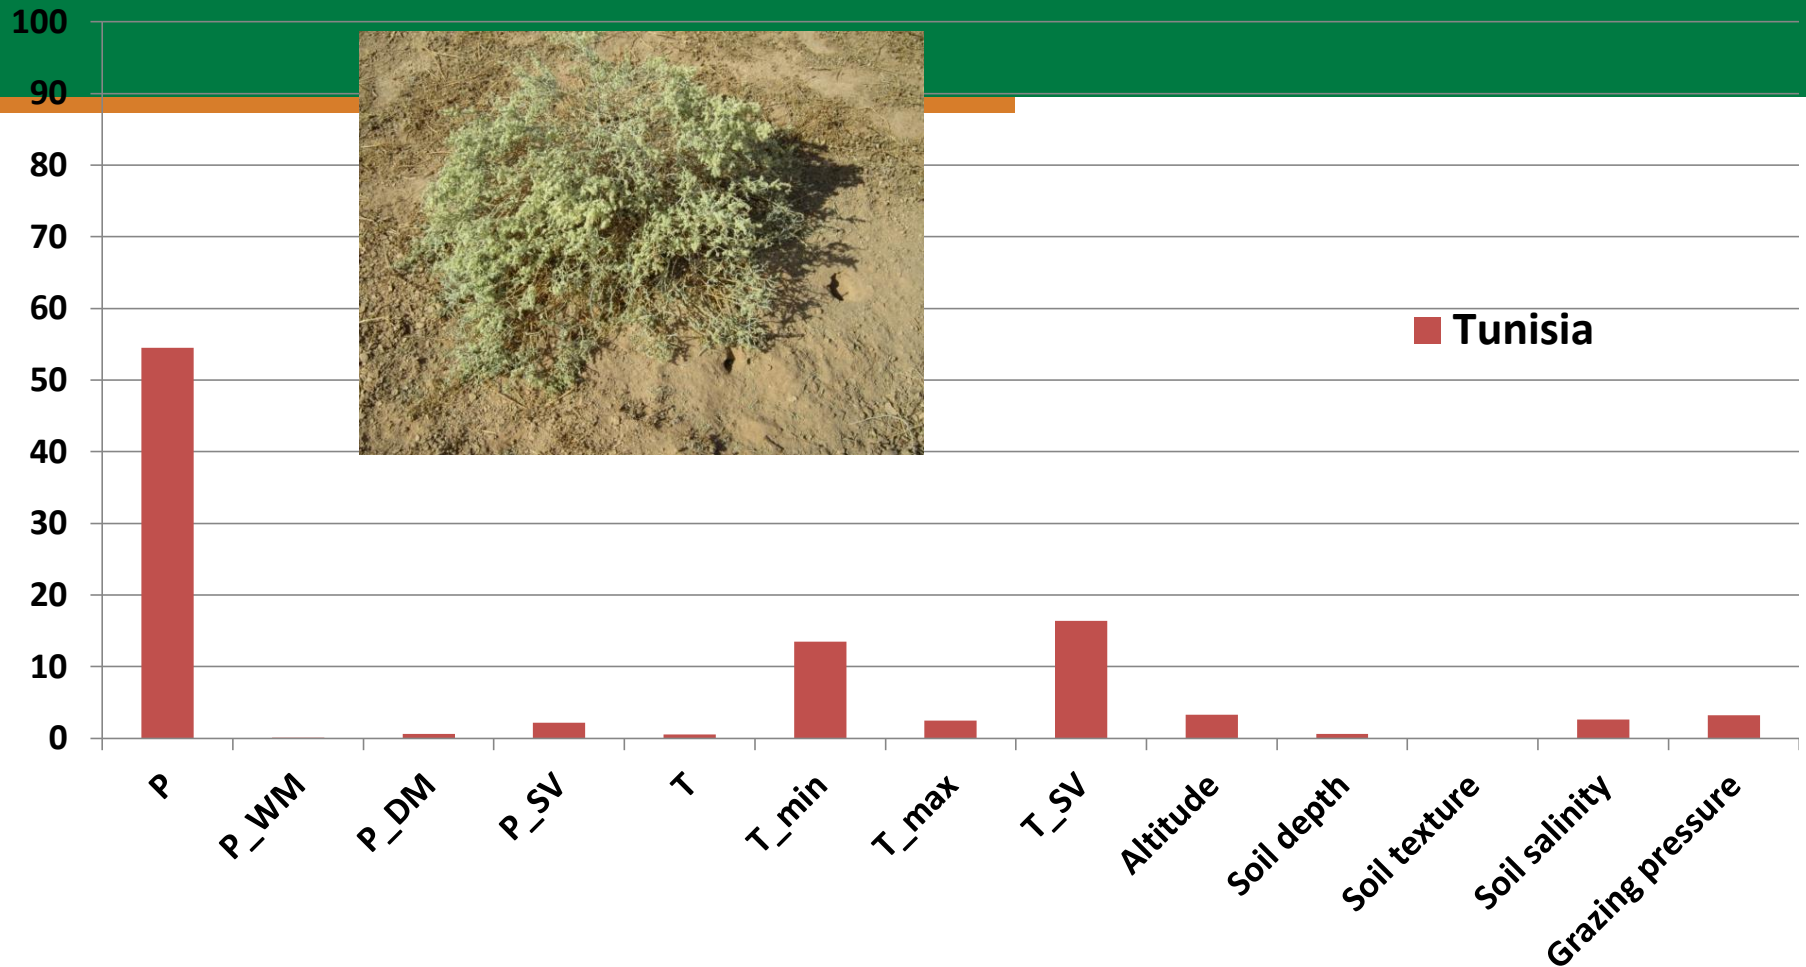 100
90
80
70
60
50
40
30
20
10
0
Tunisia
P
P_WM
P_DM
P_SV
T
T_min
T_max
T_SV
Altitude
Soil depth
Soil texture
Soil salinity
Grazing pressure